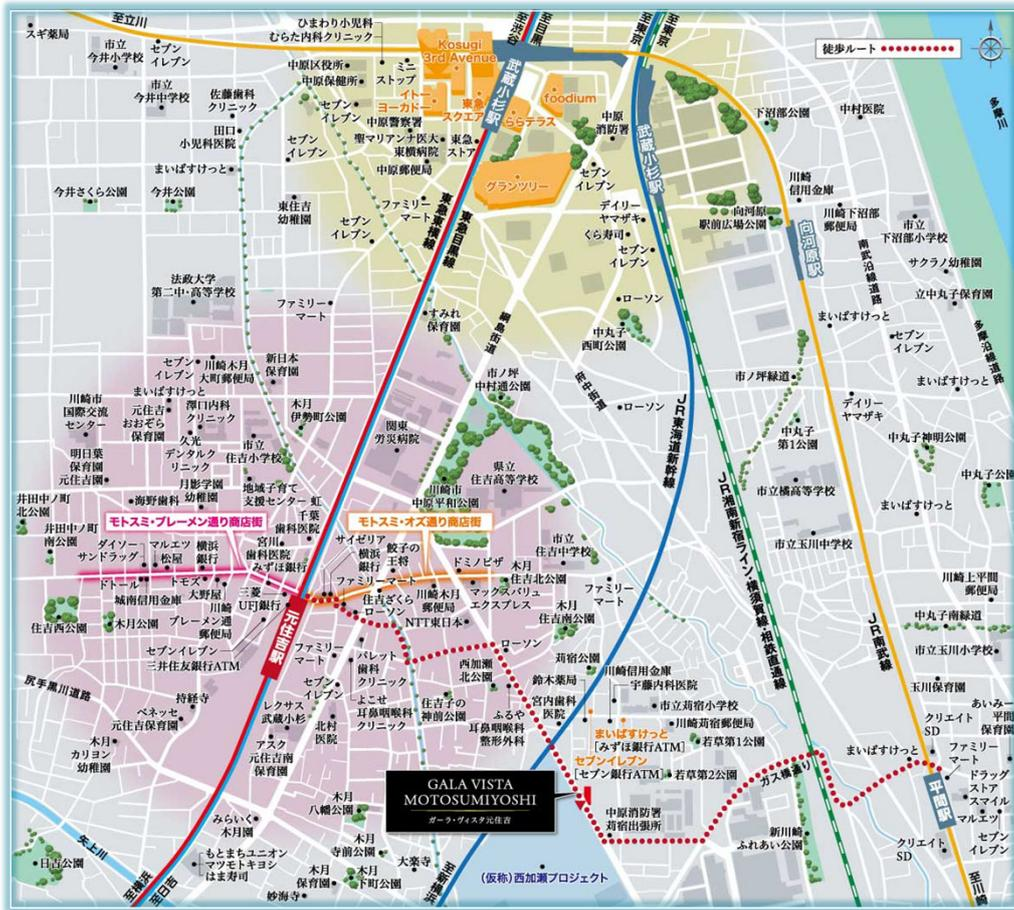 至立川
スギ薬局
市立
今井小学校
セブン
イレブン
ひまわり小児科
むらた内科クリニック
中原区役所
中原保健所
ミニ
ストップ
Kosugi
3rd Avenue
至渋谷
至目黒
至東京
至東京
徒歩ルート
多摩川
市立
今井中学校
佐藤歯科
クリニック
セブン
イレブン
イトー
ヨーカドー
東急
スクエア
武蔵小杉駅
foodium
ららテラス
中原
消防署
下沼部公園
中村医院
田口
小児科医院
セブン
イレブン
中原警察署
聖マリアンナ医大
東横病院
東急
ストア
中原郵便局
武蔵小杉駅
まいばすけっと
今井さくら公園
今井公園
東住吉
幼稚園
ファミリー
マート
グランツリー
セブン
イレブン
デイリー
ヤマザキ
くら寿司
セブン
イレブン
向河原
駅前広場公園
川崎
信用金庫
川崎下沼部
郵便局
市立
下沼部小学校
向河原駅
南武沿線道路
サクラノ幼稚園
立中丸子保育園
セブン
イレブン
東急東横線
東急目黒線
法政大学
第二中・高等学校
ファミリー
マート
すみれ
保育園
綱島街道
ローソン
中丸子
西町公園
まいばすけっと
セブン
イレブン
多摩沿線道路
セブン
イレブン
川崎木月
大町郵便局
新日本
保育園
市ノ坪
中村通公園
府中街道
ローソン
JR東海道新幹線
市ノ坪緑道
まいばすけっと
デイリー
ヤマザキ
川崎市
国際交流
センター
まいばすけっと
元住吉
おおぞら
保育園
澤口内科
クリニック
木月
伊勢町公園
関東
労災病院
中丸子
第1公園
中丸子神明公園
明日葉
保育園
元住吉園
久光
デンタルク
リニック
市立
住吉小学校
月影学園
幼稚園
地域子育て
支援センター 虹
川崎市
中原平和公園
県立
住吉高等学校
JR湘南新宿ライン・横須賀線・相鉄直通線
市立橘高等学校
中丸子公園
まいばすけっと
井田中ノ町
北公園
海野歯科
千葉
歯科医院
井田中ノ町
南公園
モトスミ・ブレーメン通り商店街
モトスミ・オズ通り商店街
市立
住吉中学校
市立玉川中学校
ダイソー
サンドラッグ
マルエツ
松屋
横浜
銀行
宮川
歯科医院
みずほ銀行
サイゼリア
横浜
銀行
餃子の
王将
ドミノピザ
木月
住吉北公園
ファミリーマート
ドトール
トモズ
城南信用金庫
大野屋
三菱
UFJ銀行
住吉ざくら
ローソン
川崎木月
郵便局
マックスバリュ
エクスプレス
ファミリー
マート
川崎上平間
郵便局
住吉西公園
木月公園
川崎
ブレーメン通
郵便局
NTT東日本
木月
住吉南公園
中丸子南緑道
セブンイレブン
三井住友銀行ATM
元住吉駅
ファミリー
マート
パレット
歯科
クリニック
ローソン
西加瀬
北公園
苅宿公園
JR南武線
市立玉川小学校
尻手黒川道路
持経寺
セブン
イレブン
鈴木薬局
川崎信用金庫
宇藤内科医院
玉川保育園
ベネッセ
元住吉保育園
レクサス
武蔵小杉
よこせ
耳鼻咽喉科
クリニック
住吉子の
神前公園
ふるや
耳鼻咽喉科
整形外科
宮内歯科
医院
市立苅宿小学校
川崎苅宿郵便局
クリエイト
SD
あいみー
平間
保育園
木月
カリヨン
幼稚園
アスク
元住吉南
保育園
北村
医院
まいばすけっと
[みずほ銀行ATM]
若草第1公園
セブンイレブン
[セブン銀行ATM]
若草第2公園
ガス橋通り
まいばすけっと
ファミリー
マート
GALA VISTA
MOTOSUMIYOSHI
ガーラ・ヴィスタ元住吉
平間駅
ドラッグ
ストア
スマイル
マルエツ
みらいく
木月園
木月
八幡公園
中原消防署
苅宿出張所
新川崎
ふれあい公園
クリエイト
SD
セブン
イレブン
矢上川
日吉公園
もとまちユニオン
マツモトキヨシ
はま寿司
木月
寺前公園
大楽寺
木月
保育園
木月
下町公園
妙海寺
(仮称)西加瀬プロジェクト
至横浜
至日吉
至新横浜
至川崎